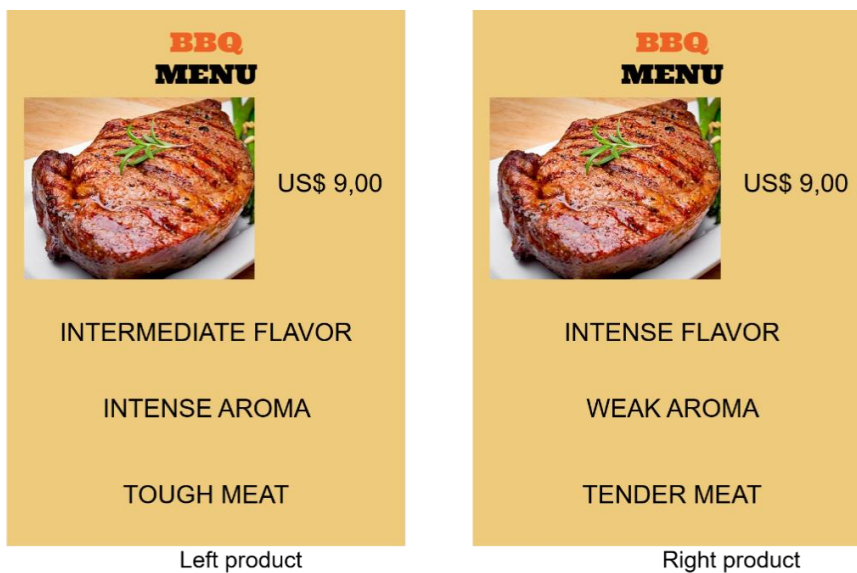 BBQ
MENU
US$ 9,00
INTERMEDIATE FLAVOR
INTENSE AROMA
TOUGH MEAT
Left product
BBQ
MENU
US$ 9,00
INTENSE FLAVOR
WEAK AROMA
TENDER MEAT
Right product